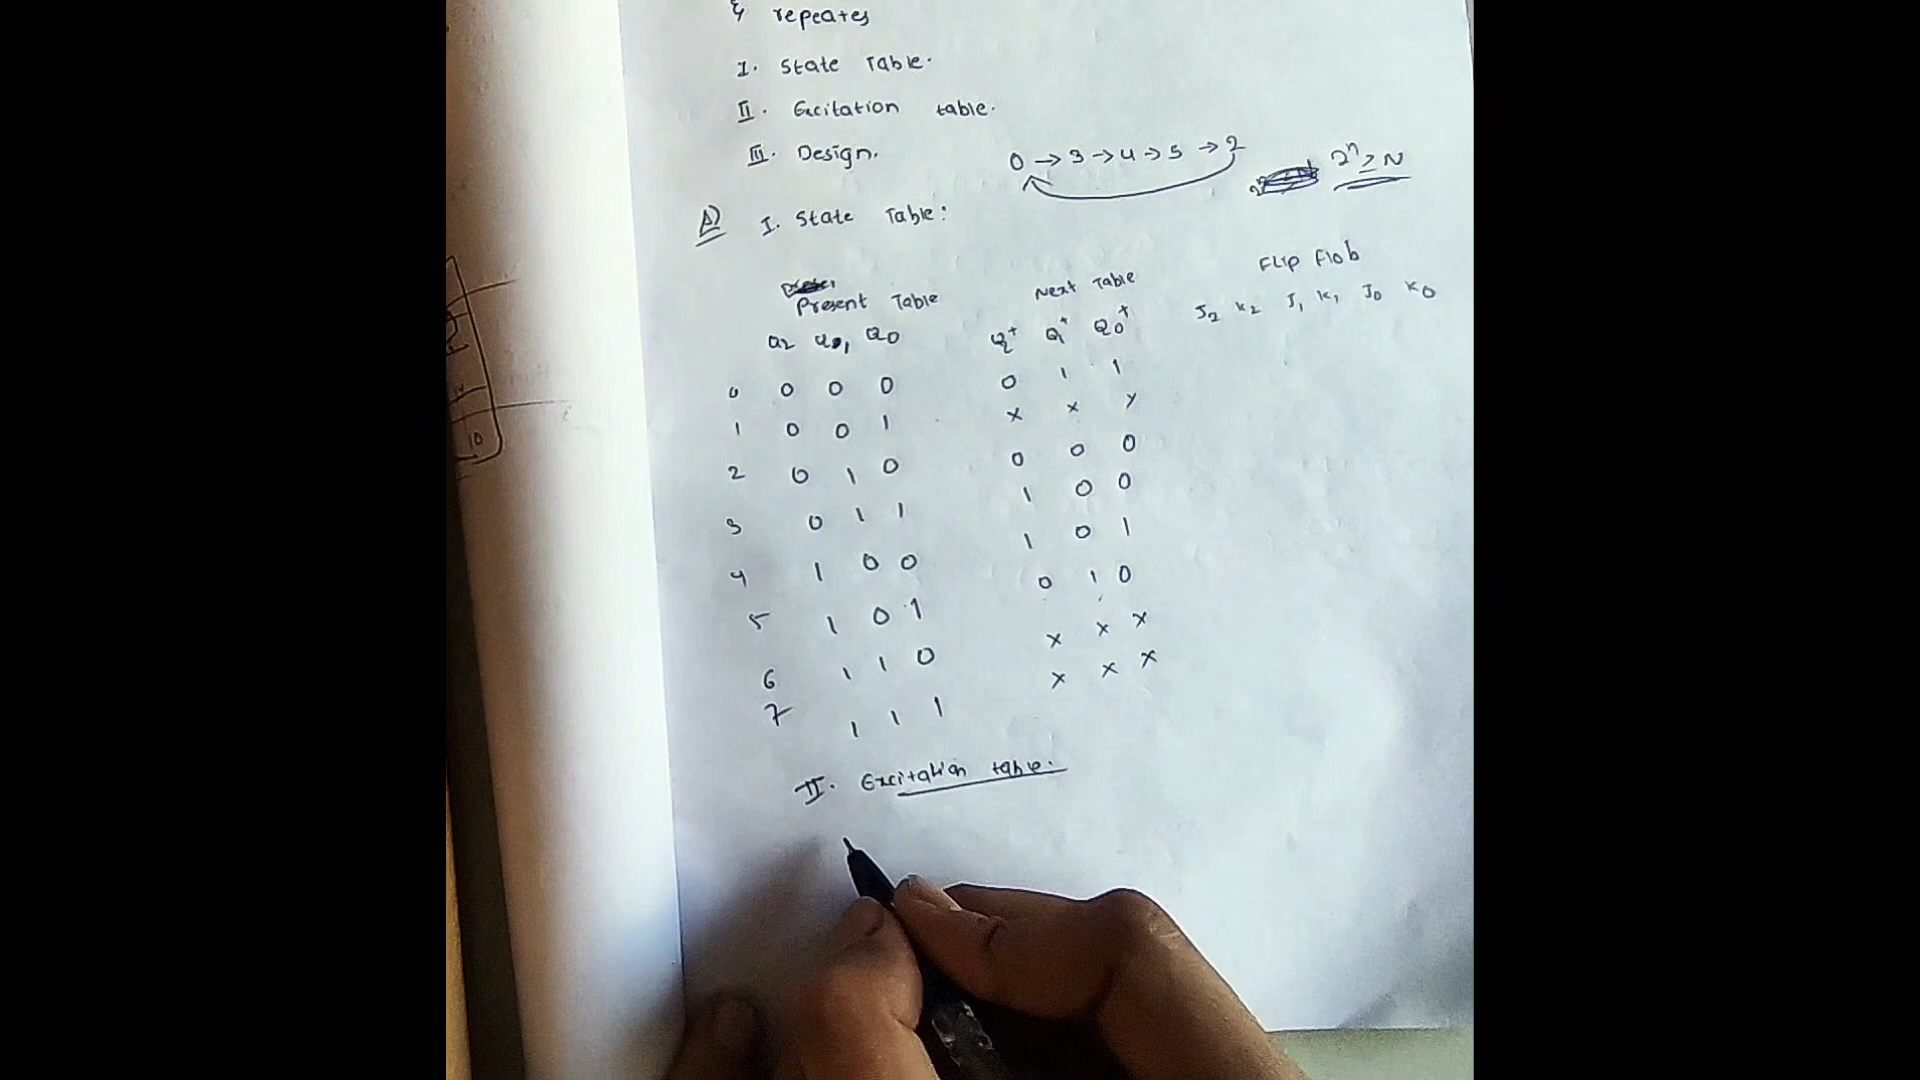 & repeates
I. State Table.
II. Excitation table.
III. Design.
0 → 3 → 4 → 5 → 2
2ⁿ ≥ N
A) I. State Table:
Present Table Next Table Flip Flob
Q2 Q1 Q0 Q2+ Q1+ Q0+ J2 K2 J1 K1 J0 K0
0 0 0 0 0 1 1
1 0 0 1 x x x
2 0 1 0 0 0 0
3 0 1 1 1 0 0
4 1 0 0 1 0 1
5 1 0 1 0 1 0
6 1 1 0 x x x
7 1 1 1 x x x
II. Excitation table.
10